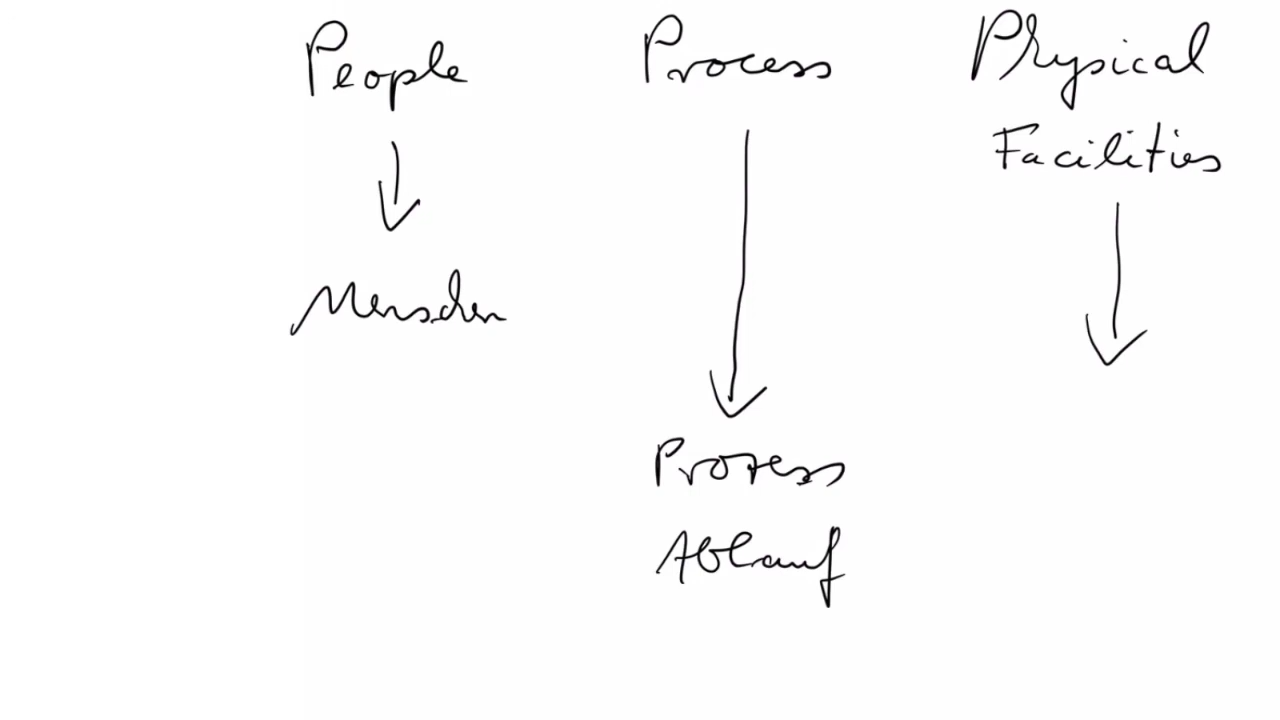 People
Process
Physical
Facilities
Menschen
Prozess
Ablauf